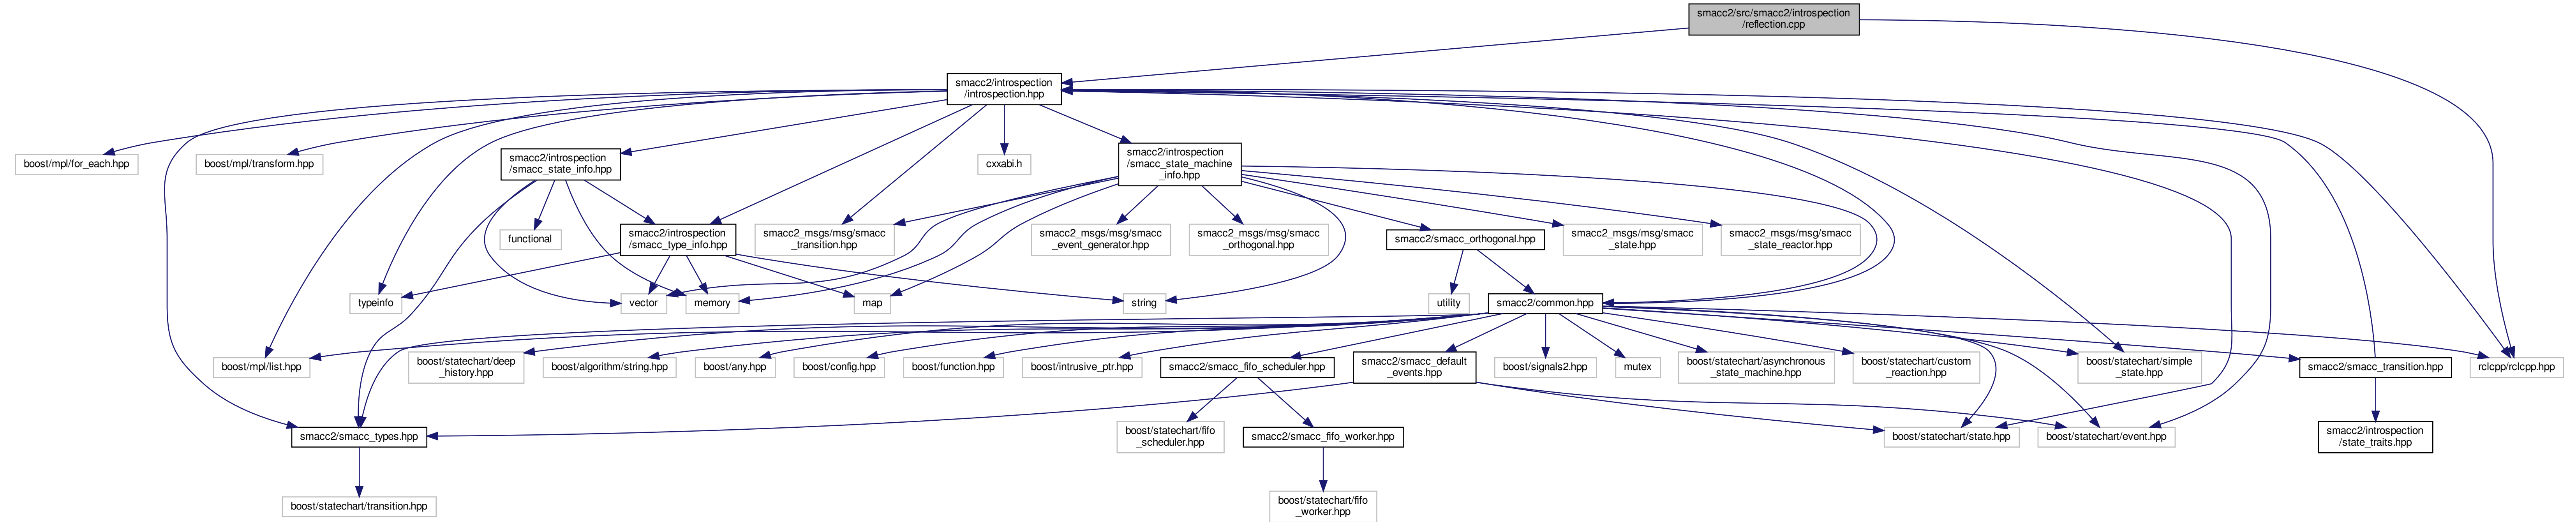 smacc2/src/smacc2/introspection
/reflection.cpp
smacc2/introspection
/introspection.hpp
boost/mpl/for_each.hpp
boost/mpl/transform.hpp
smacc2/introspection
/smacc_state_info.hpp
cxxabi.h
smacc2/introspection
/smacc_state_machine
_info.hpp
functional
smacc2/introspection
/smacc_type_info.hpp
smacc2_msgs/msg/smacc
_transition.hpp
smacc2_msgs/msg/smacc
_event_generator.hpp
smacc2_msgs/msg/smacc
_orthogonal.hpp
smacc2/smacc_orthogonal.hpp
smacc2_msgs/msg/smacc
_state.hpp
smacc2_msgs/msg/smacc
_state_reactor.hpp
typeinfo
vector
memory
map
string
utility
smacc2/common.hpp
boost/mpl/list.hpp
boost/statechart/deep
_history.hpp
boost/algorithm/string.hpp
boost/any.hpp
boost/config.hpp
boost/function.hpp
boost/intrusive_ptr.hpp
smacc2/smacc_fifo_scheduler.hpp
smacc2/smacc_default
_events.hpp
boost/signals2.hpp
mutex
boost/statechart/asynchronous
_state_machine.hpp
boost/statechart/custom
_reaction.hpp
boost/statechart/simple
_state.hpp
smacc2/smacc_transition.hpp
rclcpp/rclcpp.hpp
smacc2/smacc_types.hpp
boost/statechart/fifo
_scheduler.hpp
smacc2/smacc_fifo_worker.hpp
boost/statechart/state.hpp
boost/statechart/event.hpp
smacc2/introspection
/state_traits.hpp
boost/statechart/transition.hpp
boost/statechart/fifo
_worker.hpp